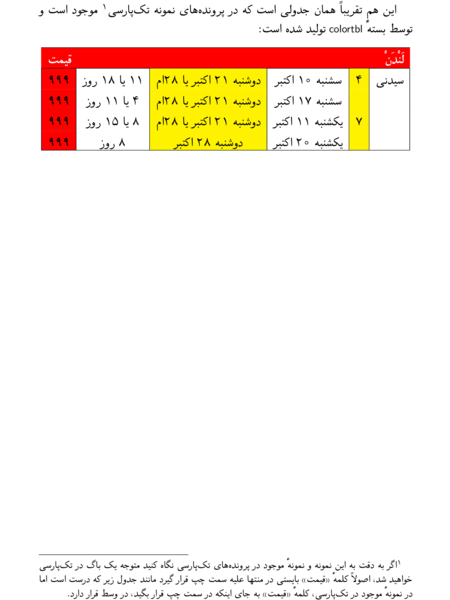 این هم تقریباً همان جدولی است که در پرونده‌های نمونه تک‌پارسی۱ موجود است و
توسط بستهٔ colortbl تولید شده است:
لَنْدَنْ قیمت
سیدنی ۴ سشنبه ۱۰ اکتبر دوشنبه ۲۱ اکتبر یا ۲۸ام ۱۱ یا ۱۸ روز ۹۹۹
سشنبه ۱۷ اکتبر دوشنبه ۲۱ اکتبر یا ۲۸ام ۴ یا ۱۱ روز ۹۹۹
۷ یکشنبه ۱۱ اکتبر دوشنبه ۲۱ اکتبر یا ۲۸ام ۸ یا ۱۵ روز ۹۹۹
یکشنبه ۲۰ اکتبر دوشنبه ۲۸ اکتبر ۸ روز ۹۹۹
۱اگر به دقت به این نمونه و نمونهٔ موجود در پرونده‌های تک‌پارسی نگاه کنید متوجه یک باگ در تک‌پارسی
خواهید شد، اصولاً کلمهٔ «قیمت» بایستی در منتها علیه سمت چپ قرار گیرد مانند جدول زیر که درست است اما
در نمونهٔ موجود در تک‌پارسی، کلمهٔ «قیمت» به جای اینکه در سمت چپ قرار بگید، در وسط قرار دارد.